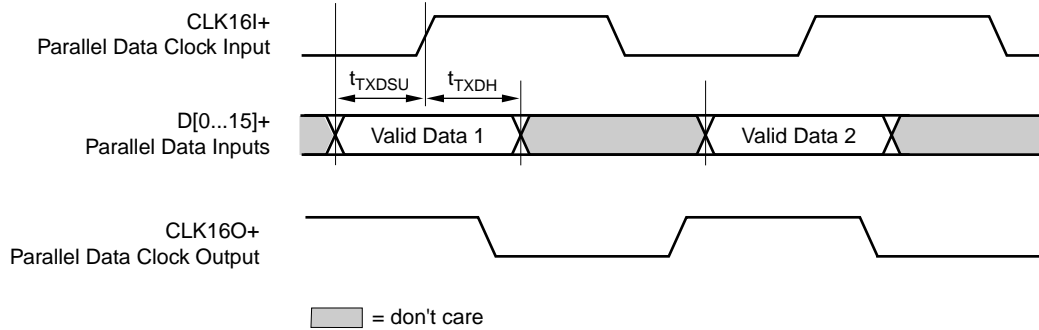 CLK16I+
Parallel Data Clock Input
tTXDSU
tTXDH
D[0...15]+
Parallel Data Inputs
Valid Data 1
Valid Data 2
CLK16O+
Parallel Data Clock Output
= don't care